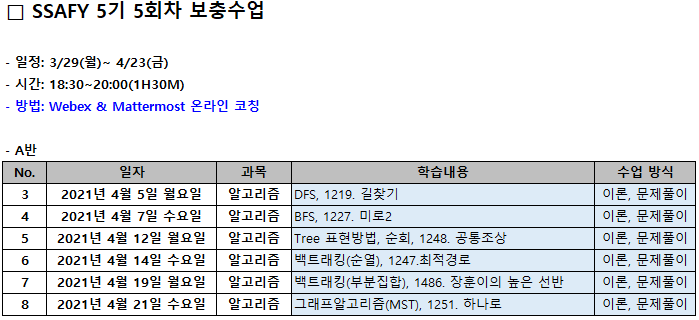 □ SSAFY 5기 5회차 보충수업
- 일정: 3/29(월)~ 4/23(금)
- 시간: 18:30~20:00(1H30M)
- 방법: Webex & Mattermost 온라인 코칭
- A반
No. 일자 과목 학습내용 수업 방식
3 2021년 4월 5일 월요일 알고리즘 DFS, 1219. 길찾기 이론, 문제풀이
4 2021년 4월 7일 수요일 알고리즘 BFS, 1227. 미로2 이론, 문제풀이
5 2021년 4월 12일 월요일 알고리즘 Tree 표현방법, 순회, 1248. 공통조상 이론, 문제풀이
6 2021년 4월 14일 수요일 알고리즘 백트래킹(순열), 1247.최적경로 이론, 문제풀이
7 2021년 4월 19일 월요일 알고리즘 백트래킹(부분집합), 1486. 장훈이의 높은 선반 이론, 문제풀이
8 2021년 4월 21일 수요일 알고리즘 그래프알고리즘(MST), 1251. 하나로 이론, 문제풀이